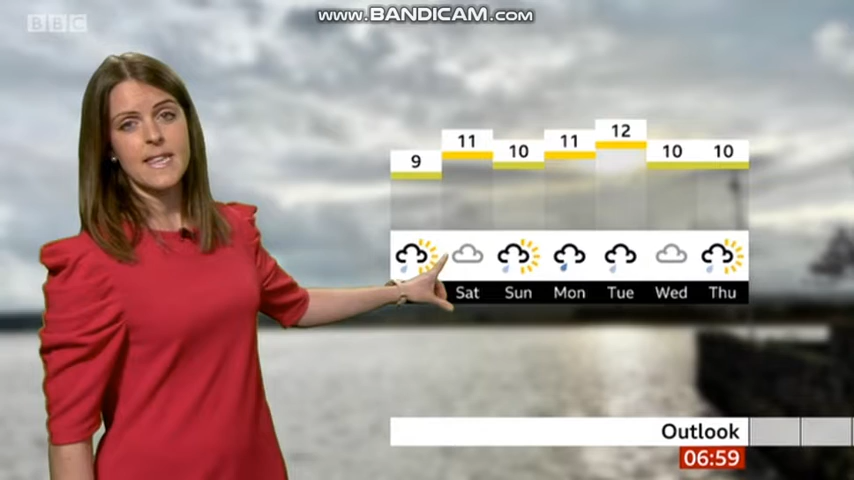 BBC
www.BANDICAM.com
9 11 10 11 12 10 10
Sat Sun Mon Tue Wed Thu
Outlook
06:59